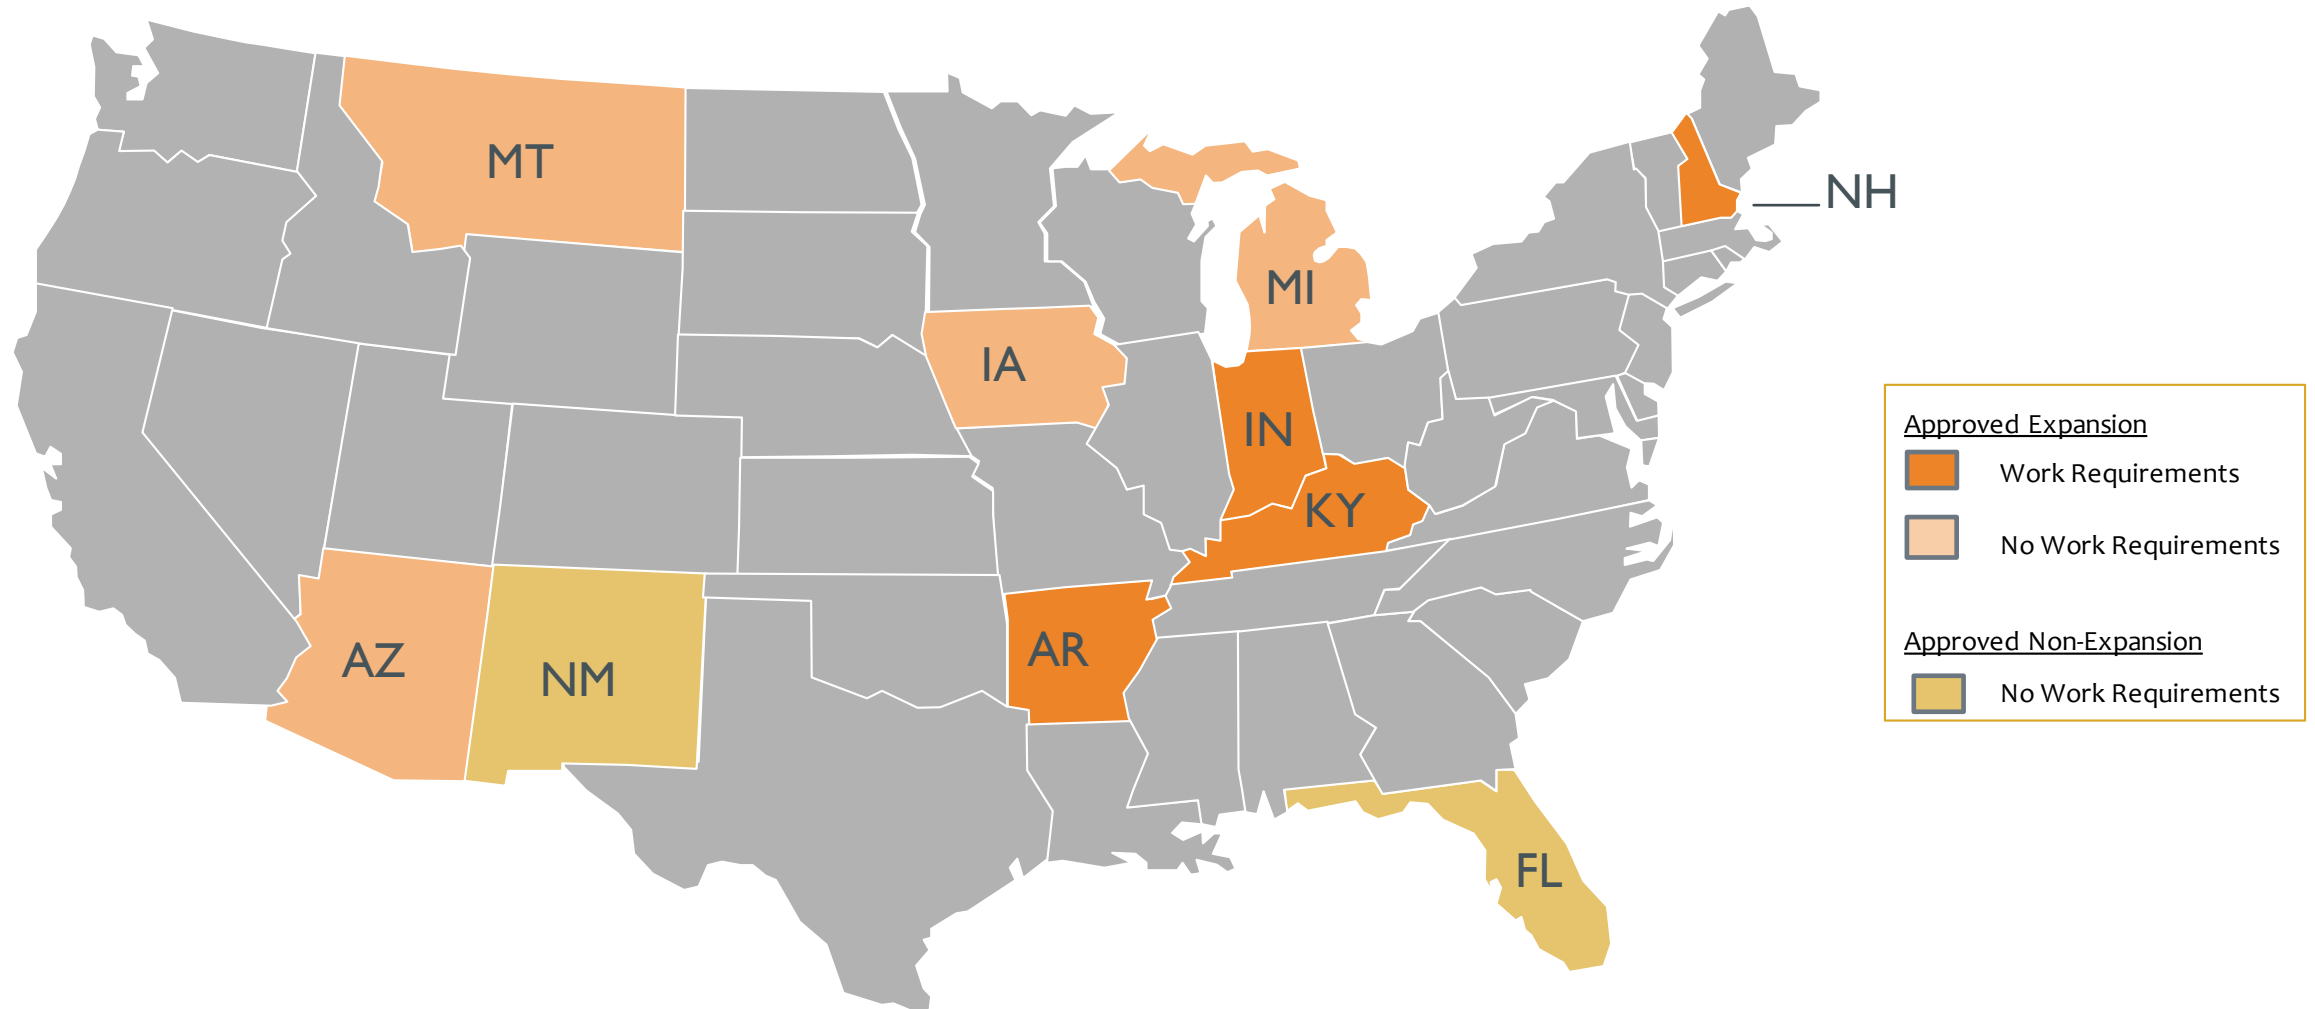 MT
NH
MI
IA
IN
KY
AR
AZ
NM
FL
Approved Expansion
Work Requirements
No Work Requirements
Approved Non-Expansion
No Work Requirements